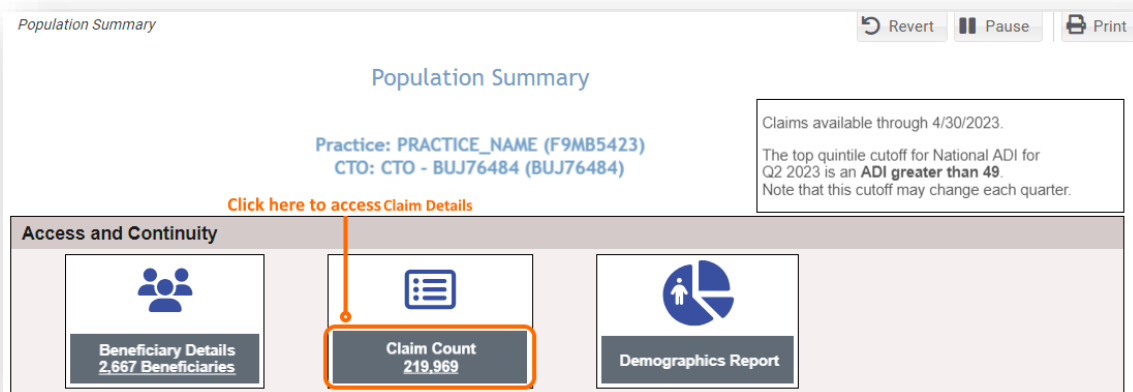 Population Summary
Revert
Pause
Print
Population Summary
Practice: PRACTICE_NAME (F9MB5423)
CTO: CTO - BUJ76484 (BUJ76484)
Claims available through 4/30/2023.
The top quintile cutoff for National ADI for
Q2 2023 is an ADI greater than 49.
Note that this cutoff may change each quarter.
Click here to access Claim Details
Access and Continuity
Beneficiary Details
2,667 Beneficiaries
Claim Count
219,969
Demographics Report